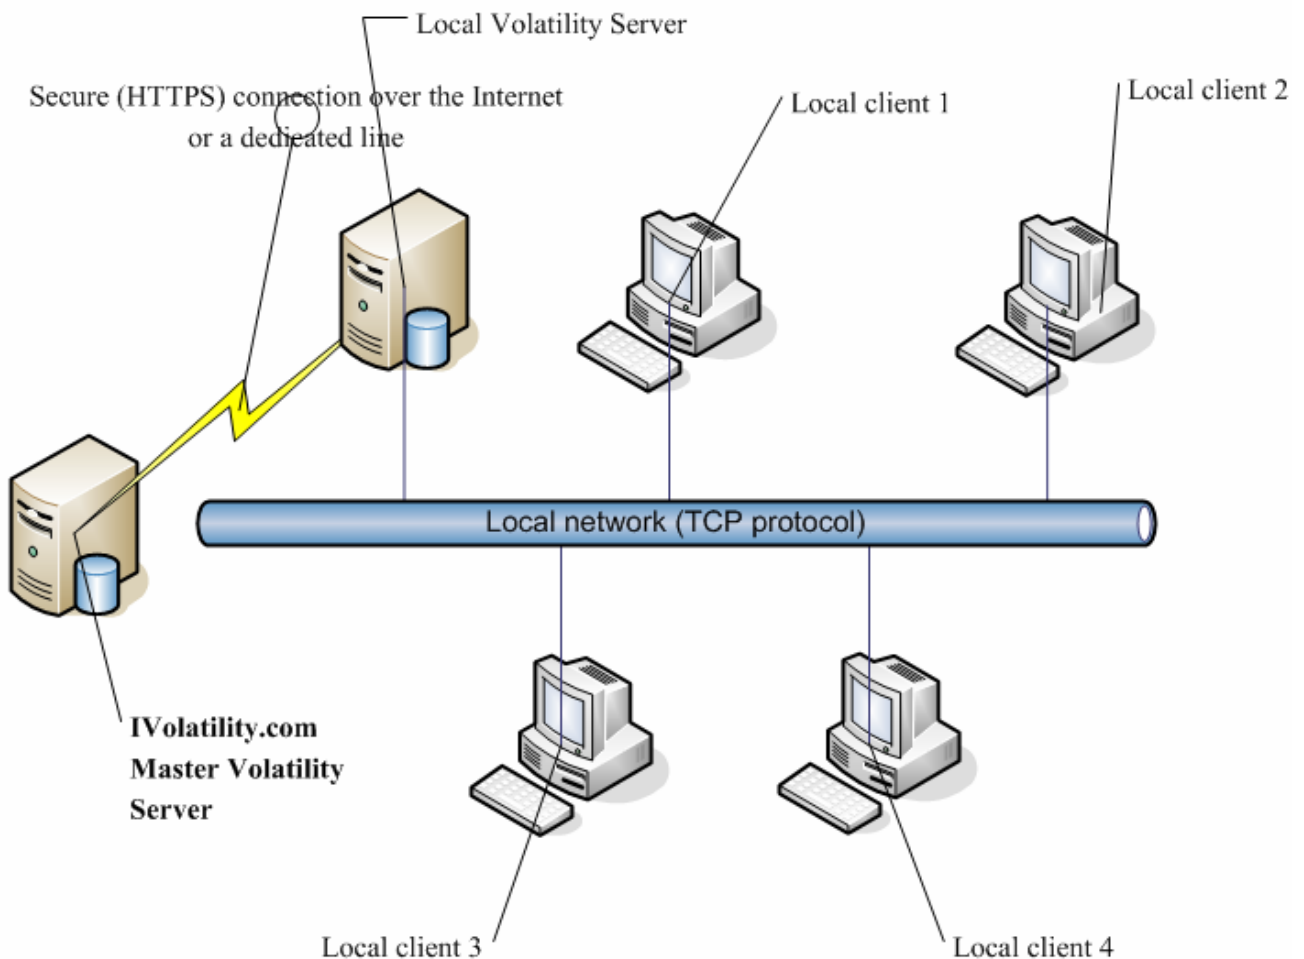 Local Volatility Server
Secure (HTTPS) connection over the Internet
or a dedicated line
Local client 1
Local client 2
Local network (TCP protocol)
IVolatility.com
Master Volatility
Server
Local client 3
Local client 4